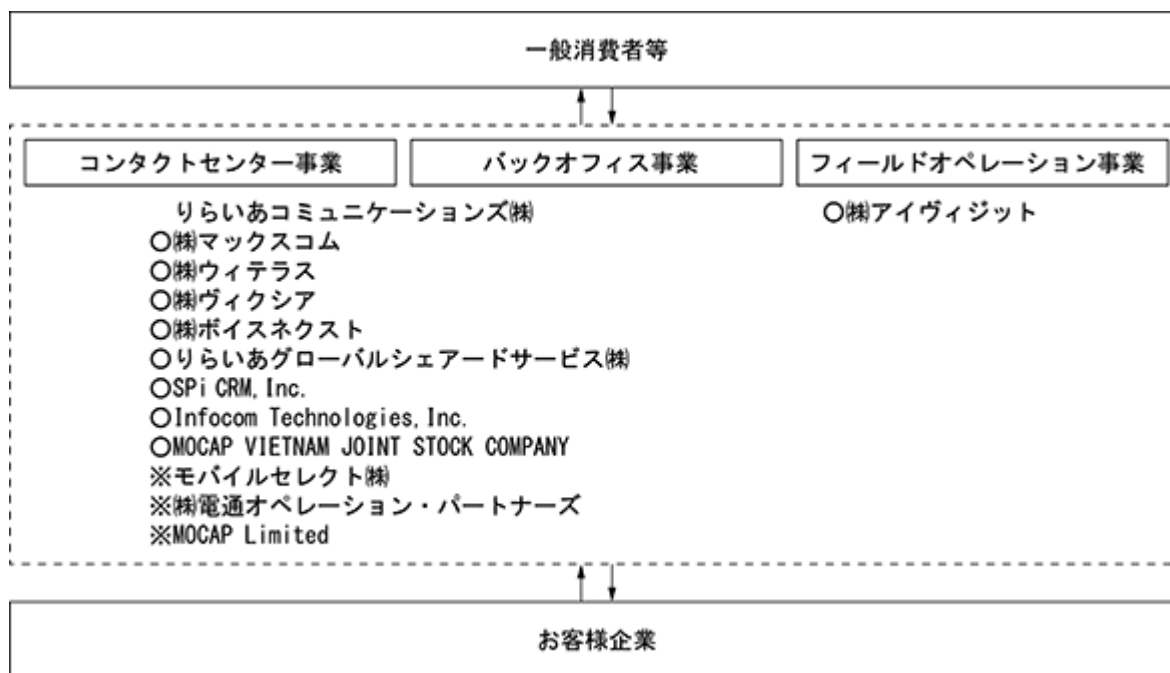 一般消費者等
コンタクトセンター事業
バックオフィス事業
フィールドオペレーション事業
りらいあコミュニケーションズ㈱
○㈱マックスコム
○㈱ウィテラス
○㈱ヴィクシア
○㈱ボイスネクスト
○りらいあグローバルシェアードサービス㈱
○SPi CRM, Inc.
○Infocom Technologies, Inc.
○MOCAP VIETNAM JOINT STOCK COMPANY
※モバイルセレクト㈱
※㈱電通オペレーション・パートナーズ
※MOCAP Limited
○㈱アイヴィジット
お客様企業